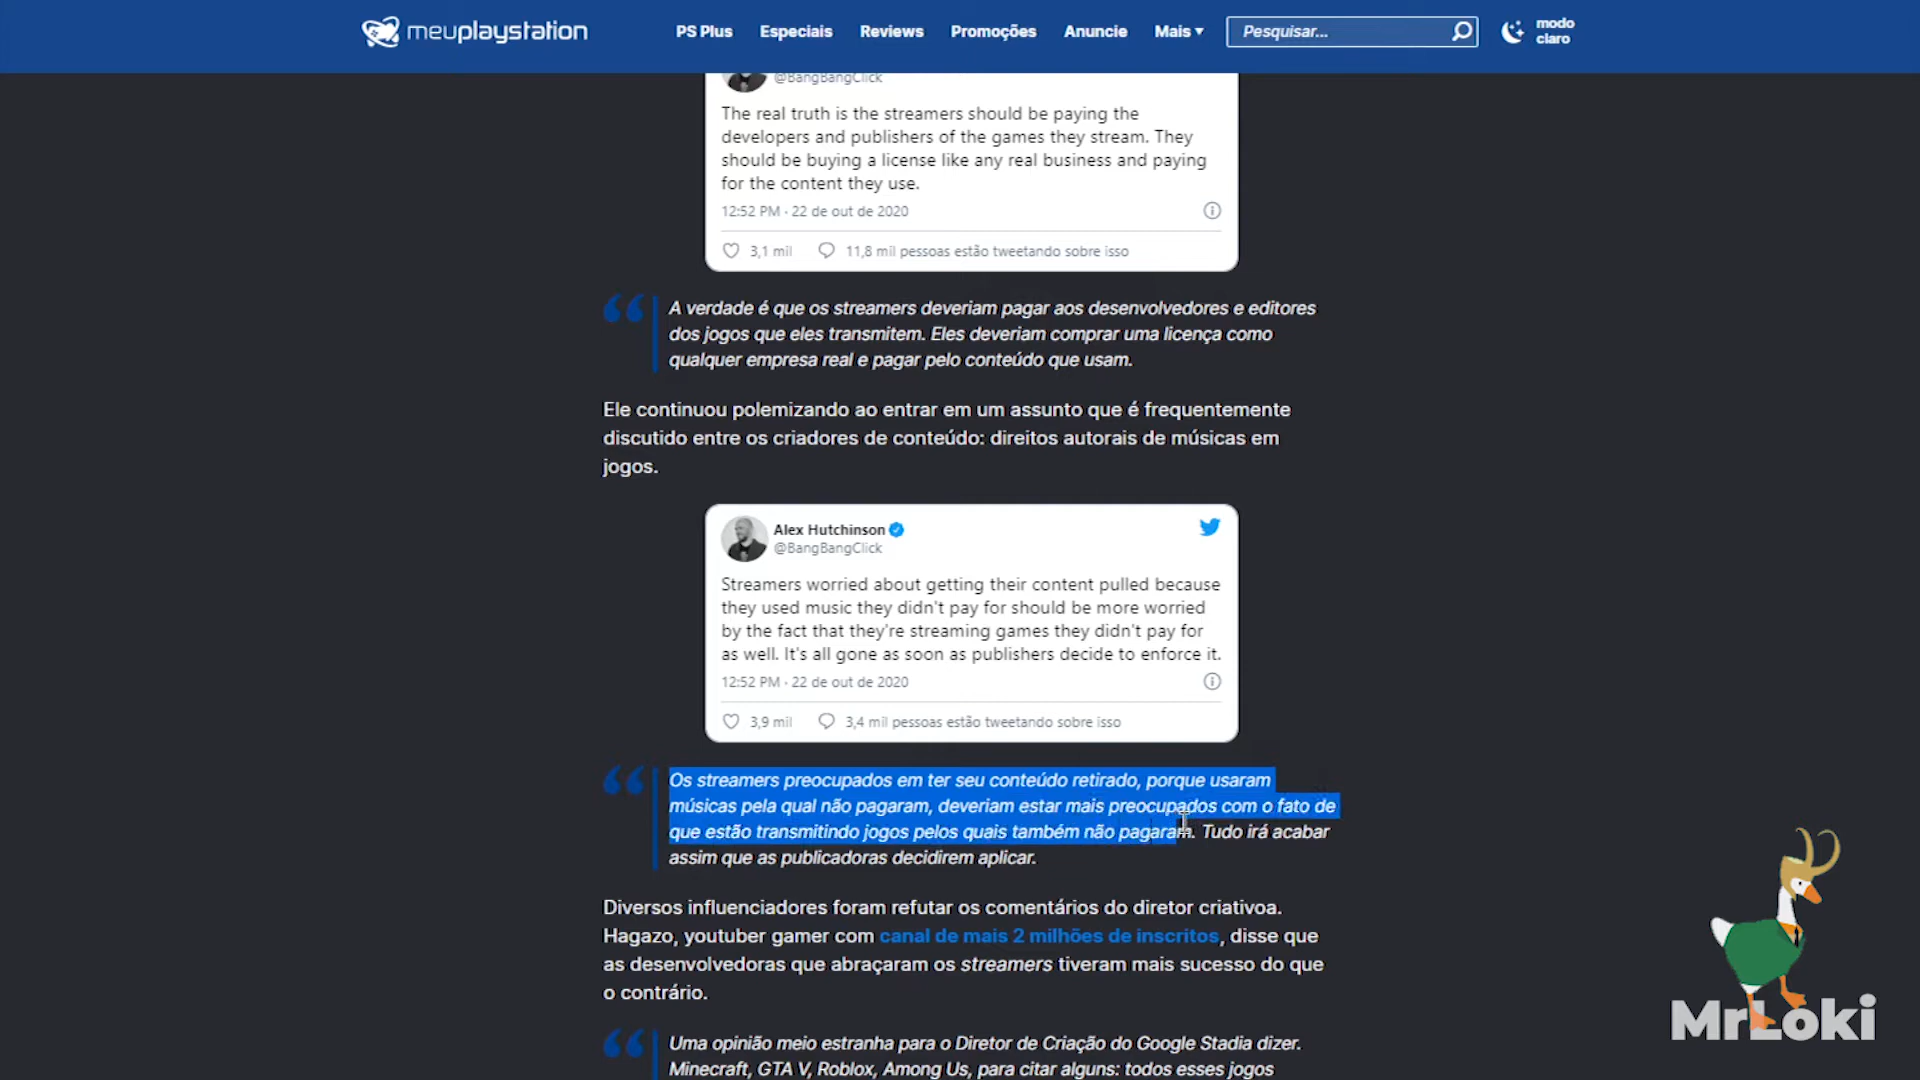 meuplaystation
PS Plus
Especiais
Reviews
Promoções
Anuncie
Mais
Pesquisar...
modo
claro
@BangBangClick
The real truth is the streamers should be paying the
developers and publishers of the games they stream. They
should be buying a license like any real business and paying
for the content they use.
12:52 PM · 22 de out de 2020
3,1 mil
11,8 mil pessoas estão tweetando sobre isso
A verdade é que os streamers deveriam pagar aos desenvolvedores e editores
dos jogos que eles transmitem. Eles deveriam comprar uma licença como
qualquer empresa real e pagar pelo conteúdo que usam.
Ele continuou polemizando ao entrar em um assunto que é frequentemente
discutido entre os criadores de conteúdo: direitos autorais de músicas em
jogos.
Alex Hutchinson
@BangBangClick
Streamers worried about getting their content pulled because
they used music they didn't pay for should be more worried
by the fact that they're streaming games they didn't pay for
as well. It's all gone as soon as publishers decide to enforce it.
12:52 PM · 22 de out de 2020
3,9 mil
3,4 mil pessoas estão tweetando sobre isso
Os streamers preocupados em ter seu conteúdo retirado, porque usaram
músicas pela qual não pagaram, deveriam estar mais preocupados com o fato de
que estão transmitindo jogos pelos quais também não pagaram. Tudo irá acabar
assim que as publicadoras decidirem aplicar.
Diversos influenciadores foram refutar os comentários do diretor criativoa.
Hagazo, youtuber gamer com canal de mais 2 milhões de inscritos, disse que
as desenvolvedoras que abraçaram os streamers tiveram mais sucesso do que
o contrário.
Uma opinião meio estranha para o Diretor de Criação do Google Stadia dizer.
Minecraft, GTA V, Roblox, Among Us, para citar alguns: todos esses jogos
MrLoki